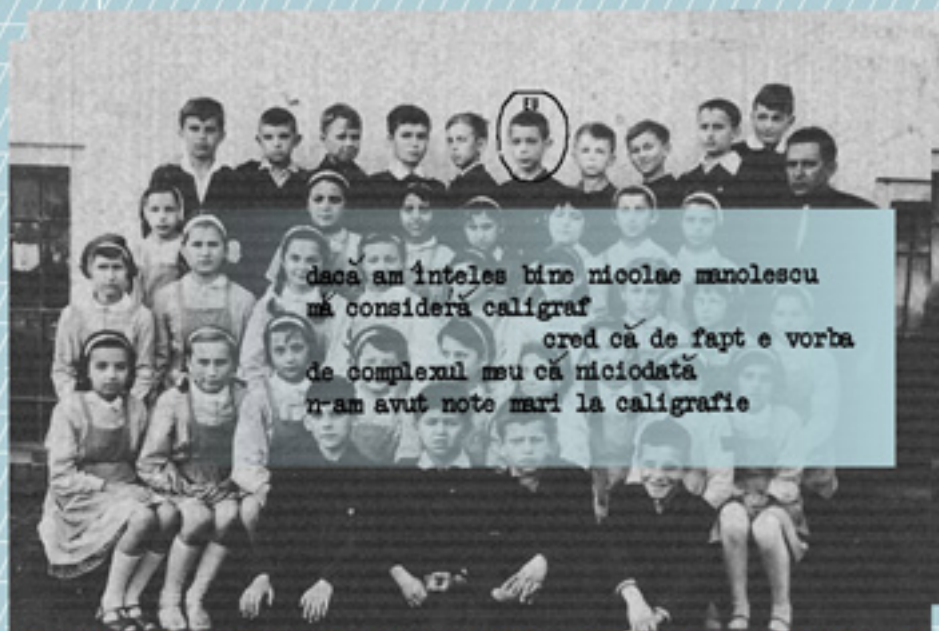 EU
dacă am înteles bine nicolae manolescu
mă consideră caligraf
cred că de fapt e vorba
de complexul meu că niciodată
n-am avut note mari la caligrafie